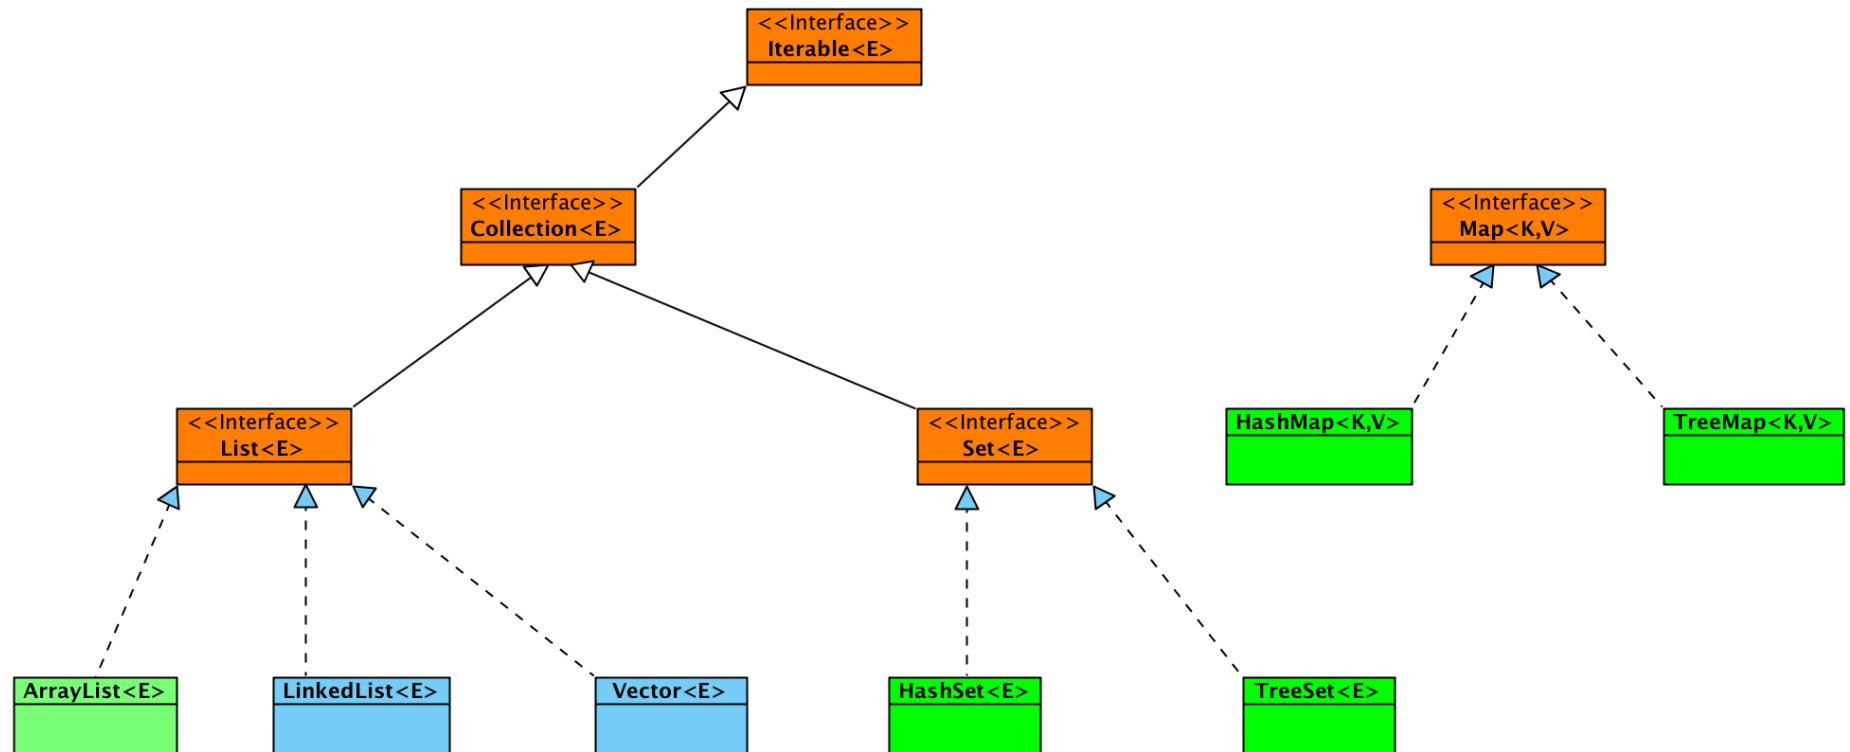 <<Interface>>
Iterable<E>
<<Interface>>
Collection<E>
<<Interface>>
Map<K,V>
<<Interface>>
List<E>
<<Interface>>
Set<E>
HashMap<K,V>
TreeMap<K,V>
ArrayList<E>
LinkedList<E>
Vector<E>
HashSet<E>
TreeSet<E>